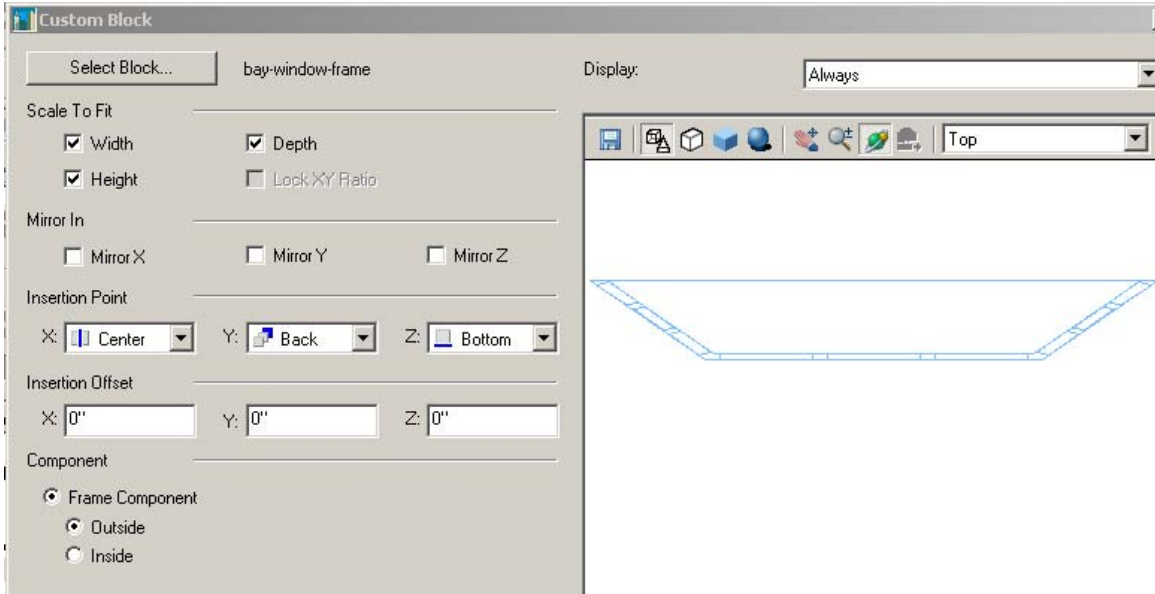 Custom Block
Select Block... bay-window-frame Display: Always
Scale To Fit
Width Depth
Height Lock XY Ratio
Top
Mirror In
Mirror X Mirror Y Mirror Z
Insertion Point
X: Center Y: Back Z: Bottom
Insertion Offset
X: 0" Y: 0" Z: 0"
Component
Frame Component
Outside
Inside